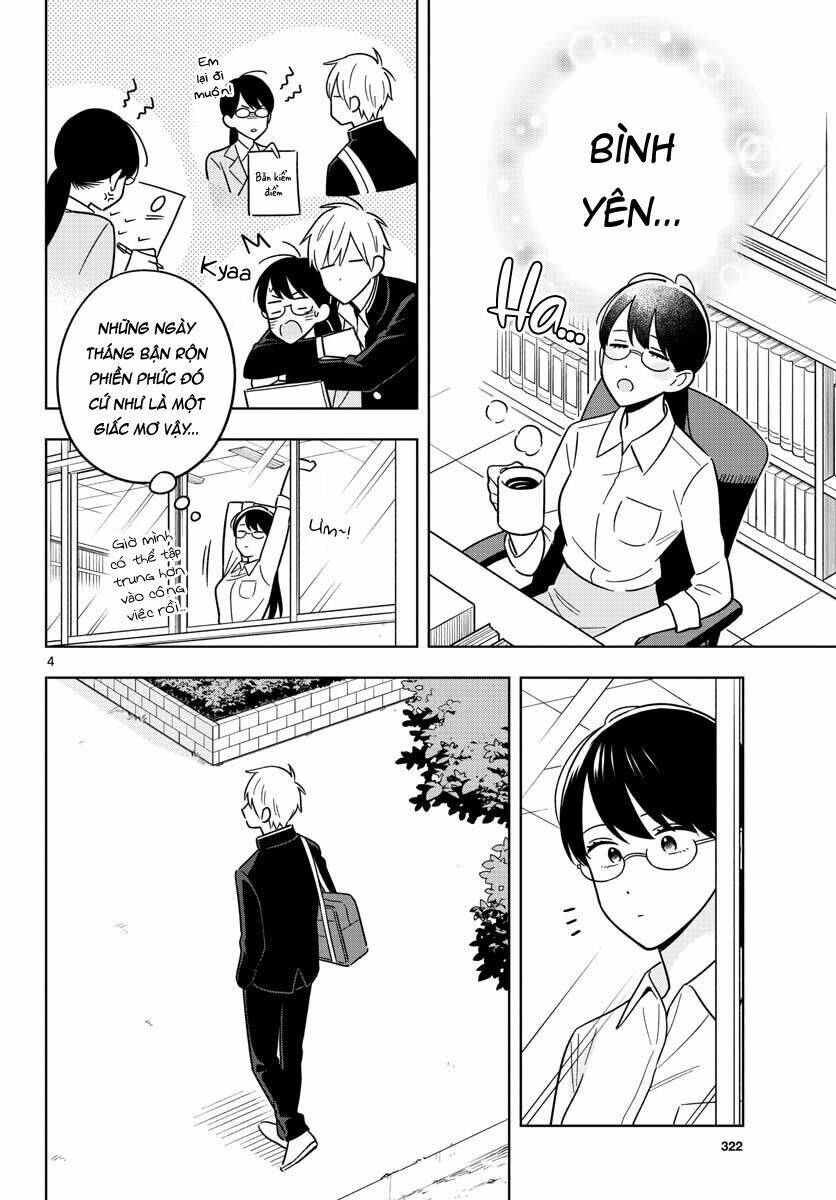 BÌNH
YÊN...
Ha...
Em
lại đi
muộn!
Bản kiểm
điểm
Kyaa
NHỮNG NGÀY
THÁNG BẬN RỘN
PHIỀN PHỨC ĐÓ
CỨ NHƯ LÀ MỘT
GIẤC MƠ VẬY...
Ưm~!
Giờ mình
có thể tập
trung hơn
vào công
việc rồi...
4
322